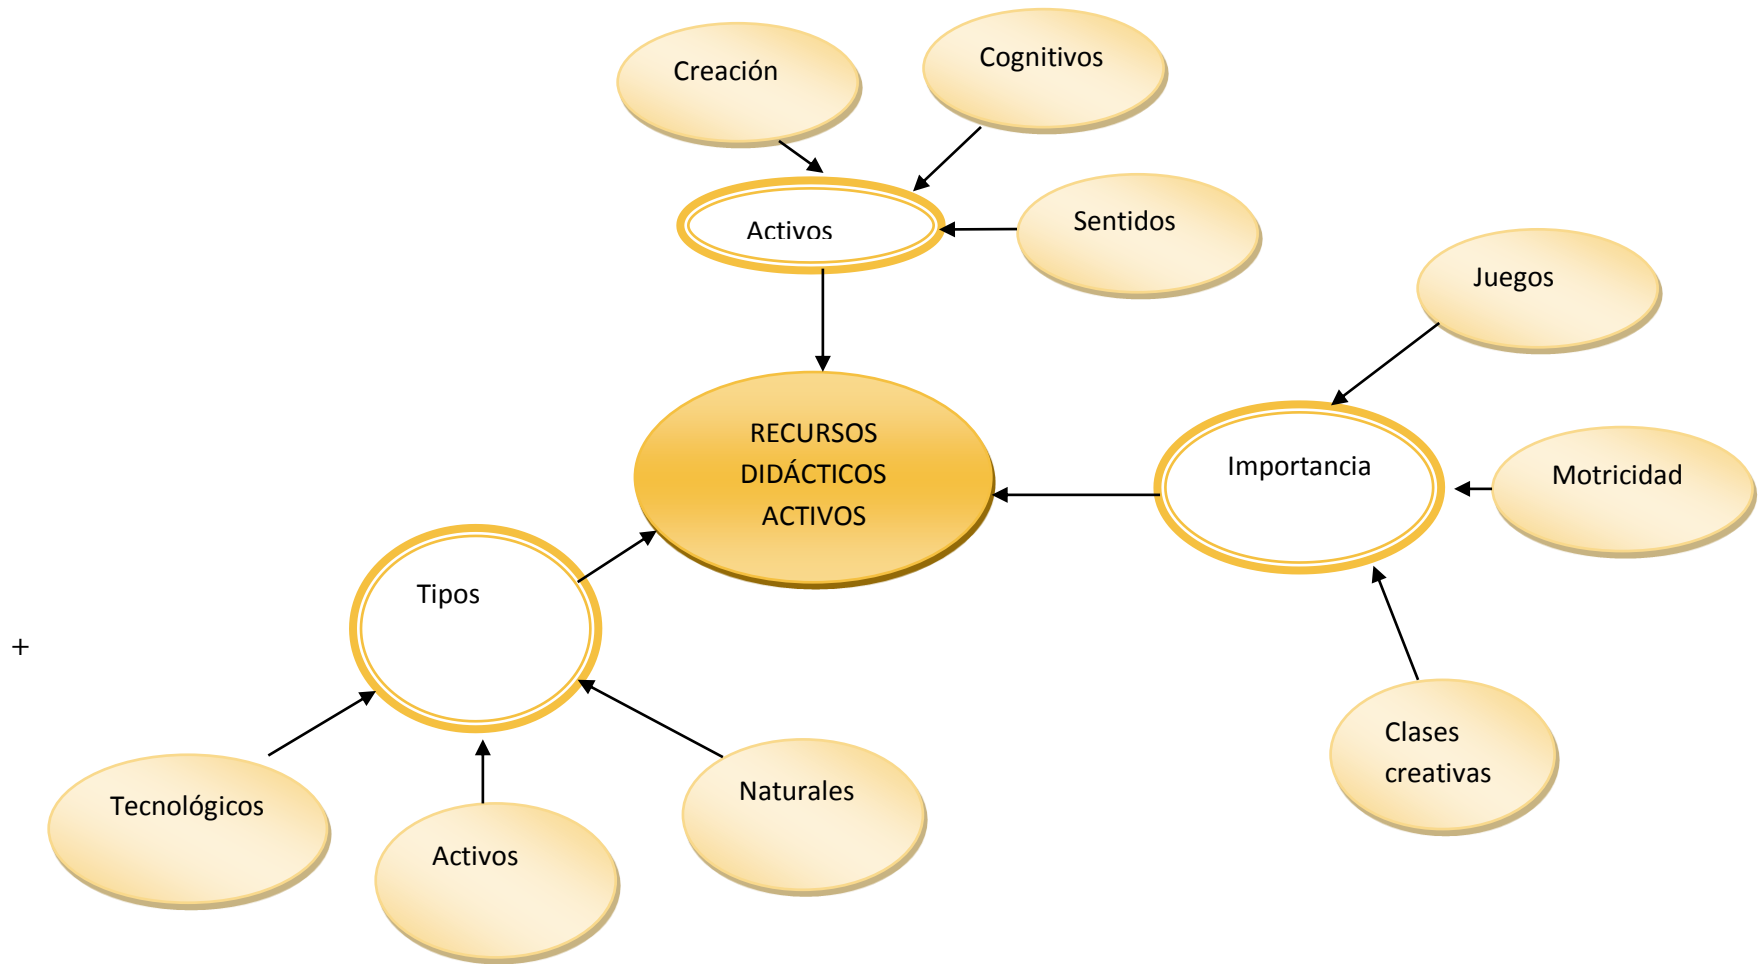 Creación
Cognitivos
Activos
Sentidos
Juegos
RECURSOS
DIDÁCTICOS
ACTIVOS
Importancia
Motricidad
Tipos
+
Tecnológicos
Activos
Naturales
Clases
creativas